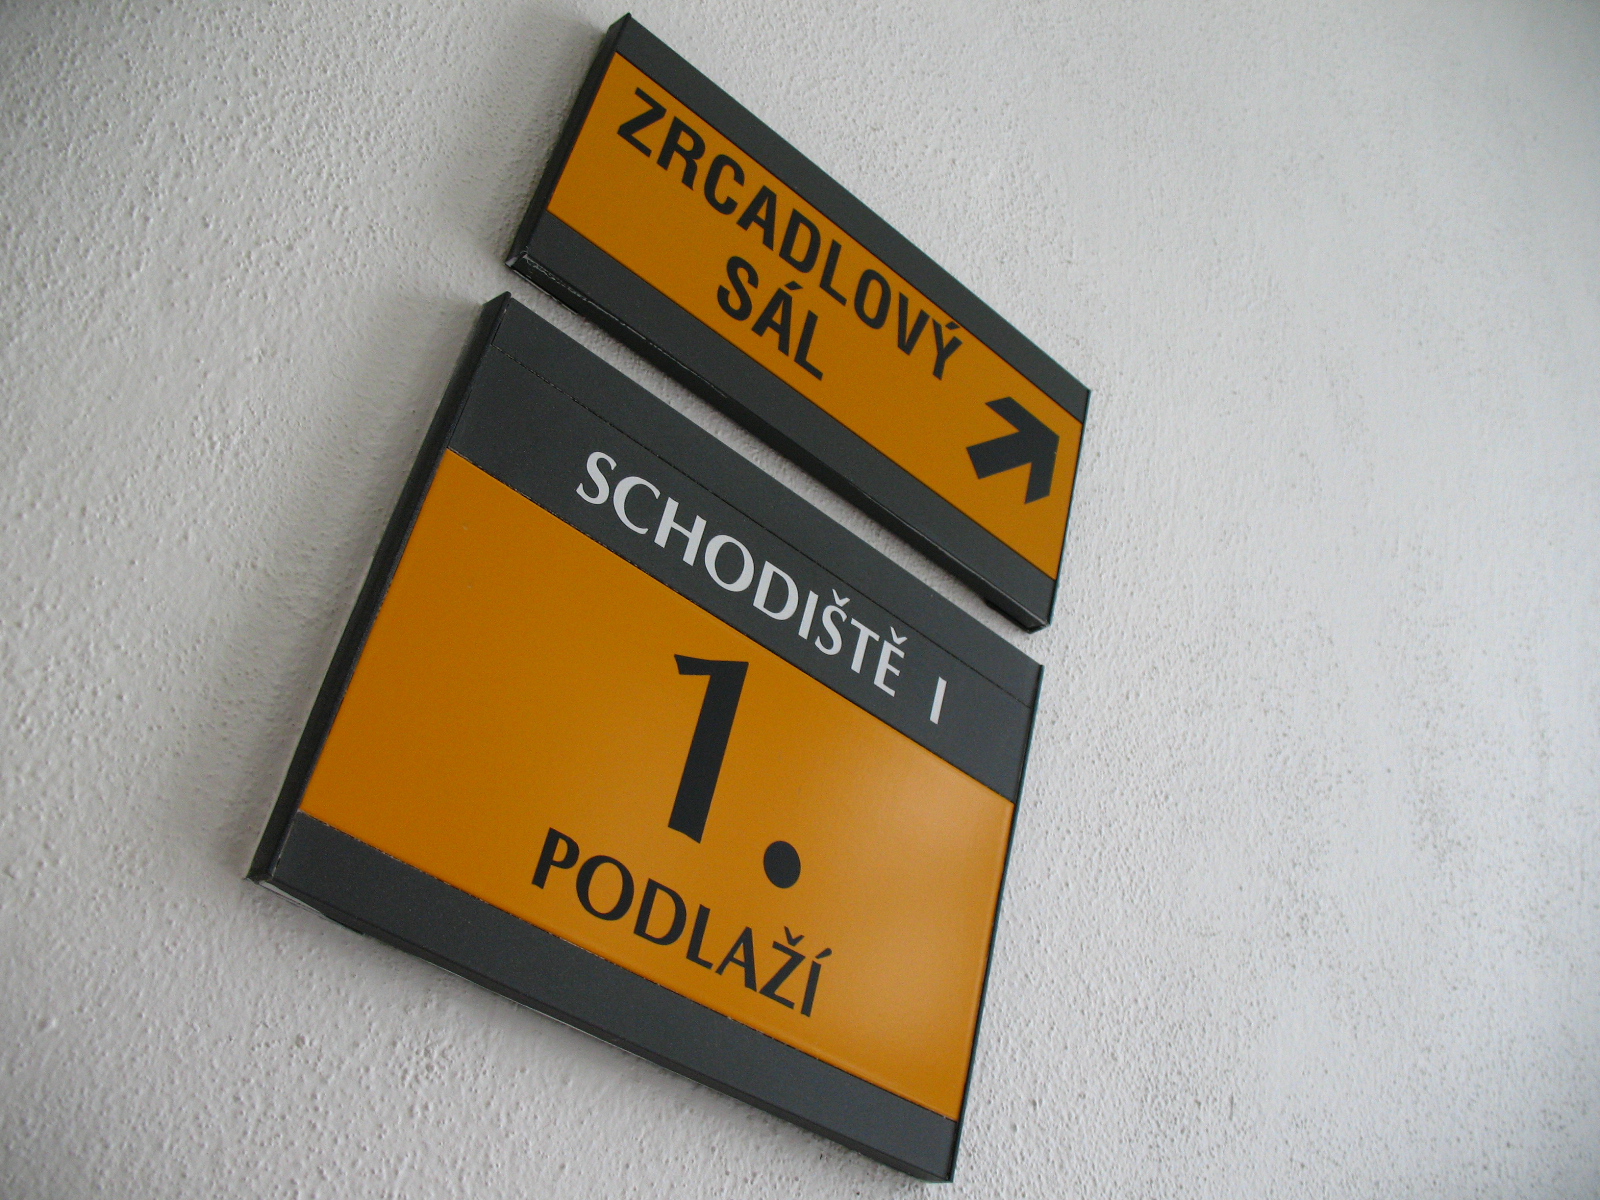 ZRCADLOVÝ
SÁL
SCHODIŠTĚ I
1.
PODLAŽÍ